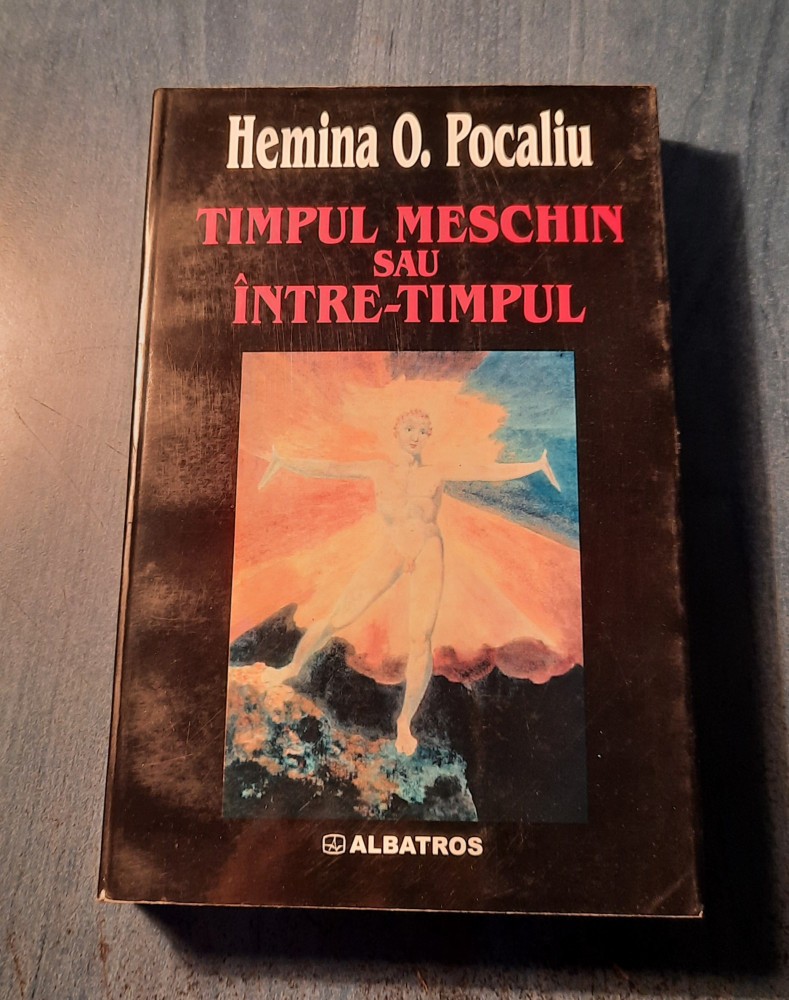 Hemina O. Pocaliu
TIMPUL MESCHIN
SAU
ÎNTRE-TIMPUL
ALBATROS